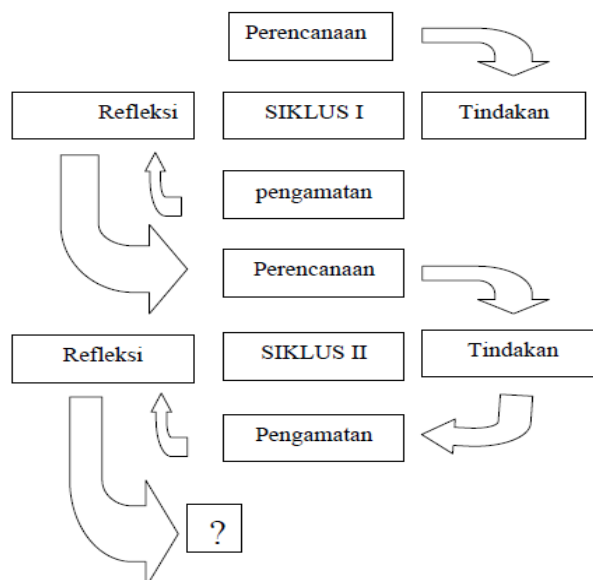 Perencanaan
Refleksi
SIKLUS I
Tindakan
pengamatan
Perencanaan
Refleksi
SIKLUS II
Tindakan
Pengamatan
?